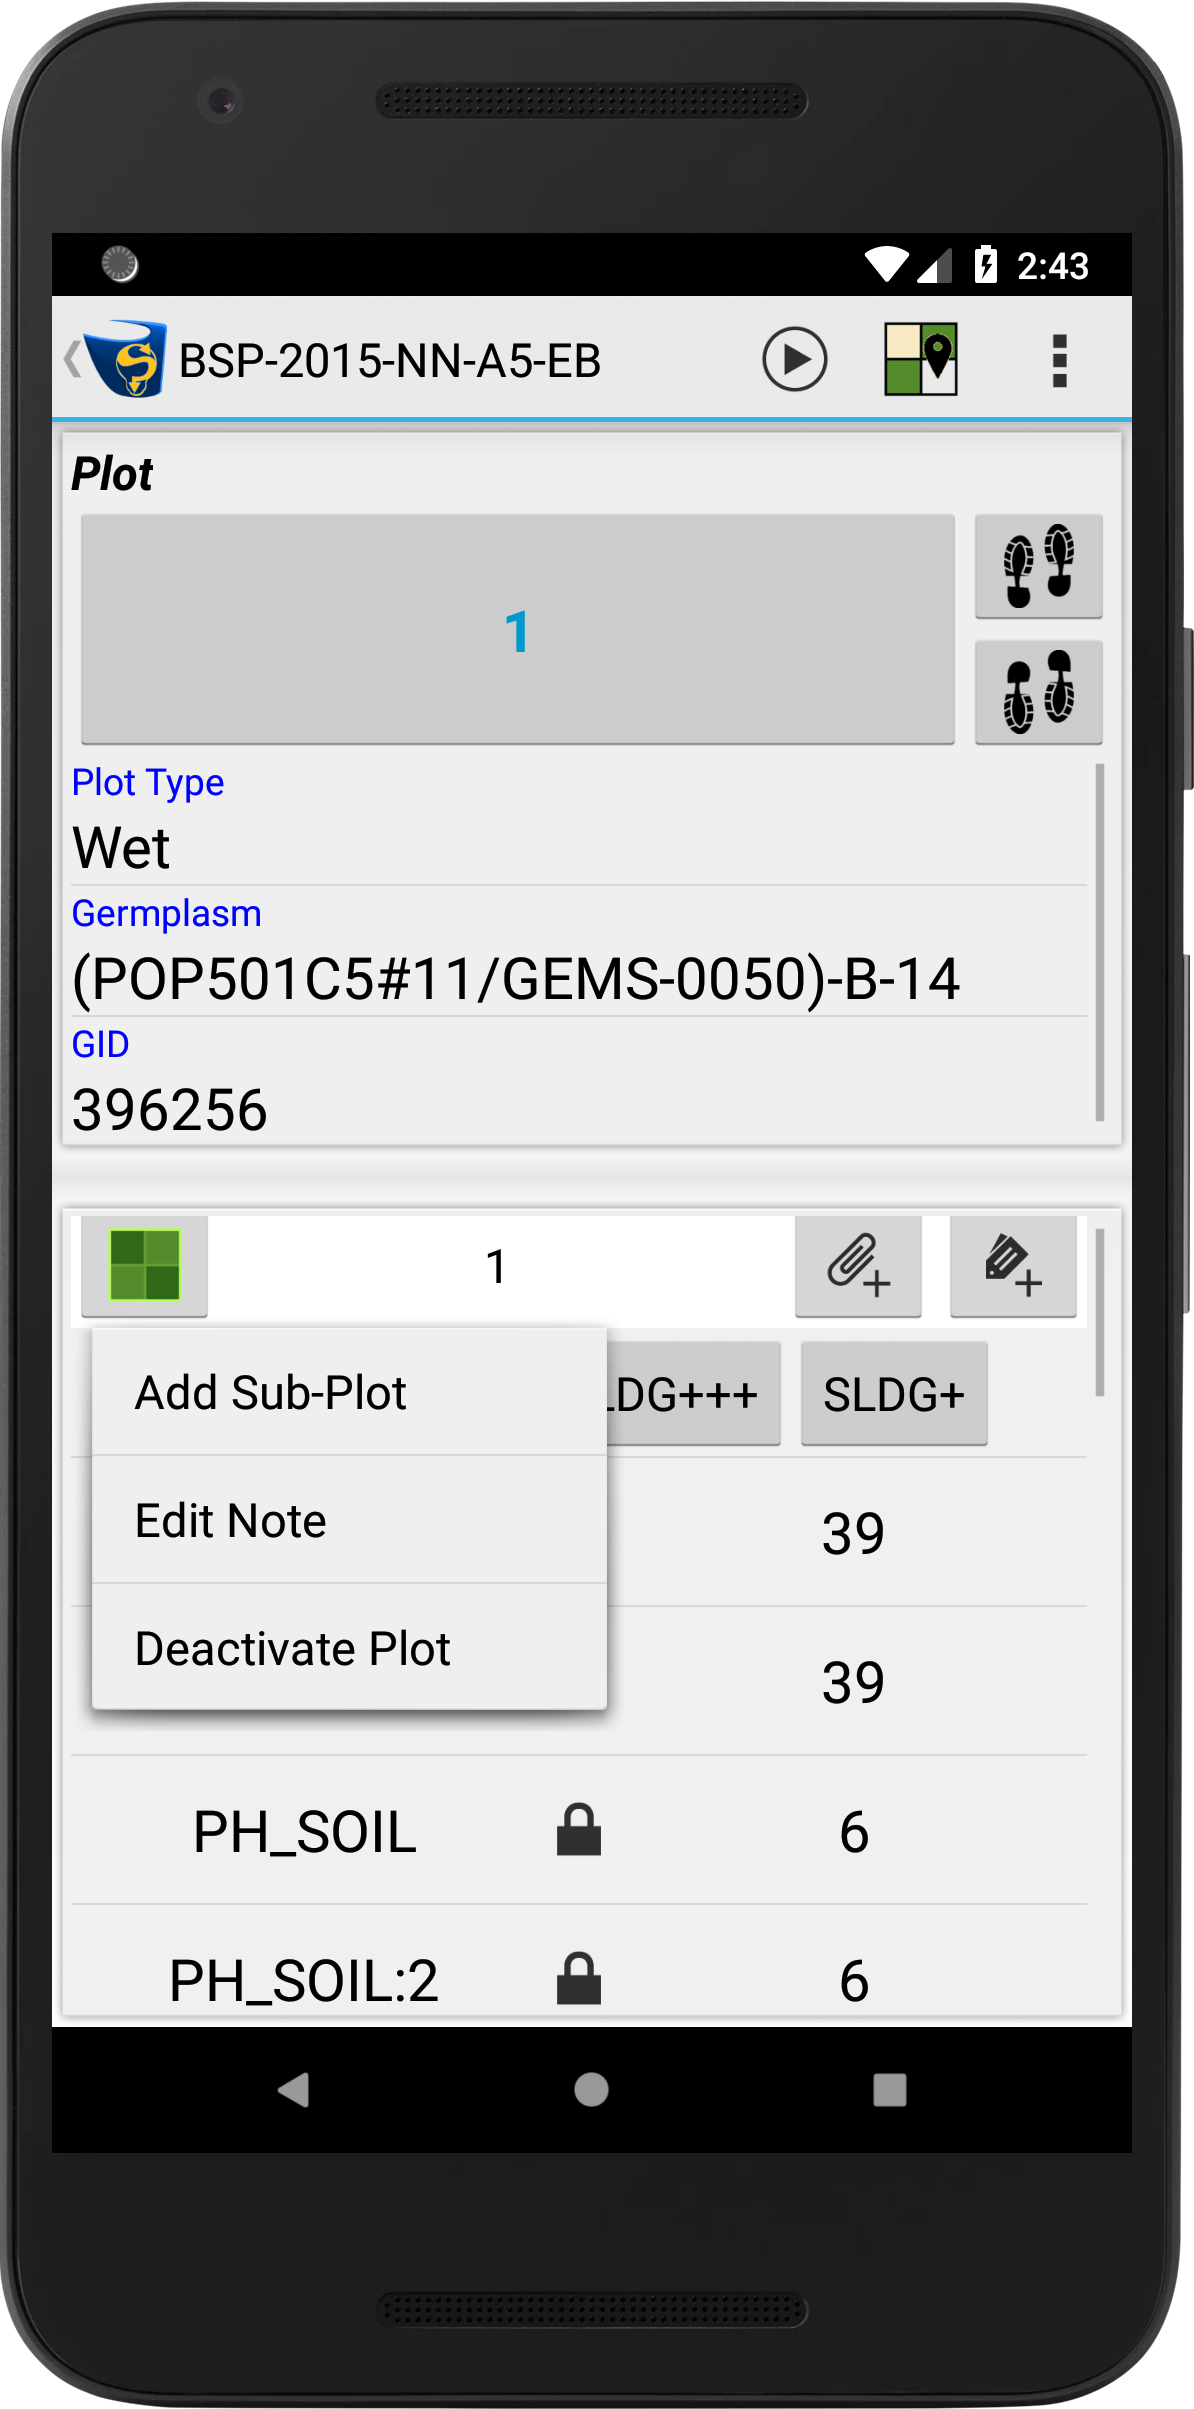 2:43
BSP-2015-NN-A5-EB
Plot
1
Plot Type
Wet
Germplasm
(POP501C5#11/GEMS-0050)-B-14
GID
396256
1
Add Sub-Plot
LDG+++ SLDG+
Edit Note
39
Deactivate Plot
39
PH_SOIL 6
PH_SOIL:2 6